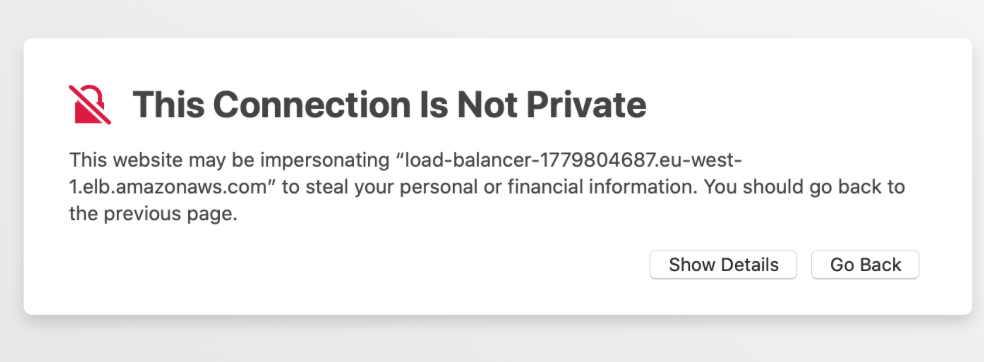 This Connection Is Not Private
This website may be impersonating “load-balancer-1779804687.eu-west-
1.elb.amazonaws.com” to steal your personal or financial information. You should go back to
the previous page.
Show Details
Go Back